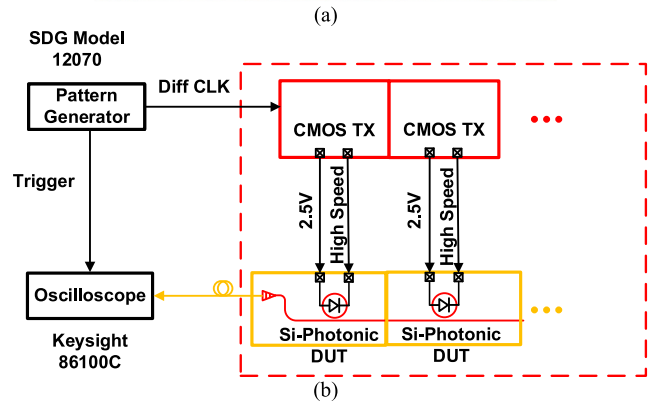 (a)
SDG Model
12070
Pattern
Generator
Diff CLK
CMOS TX
CMOS TX
Trigger
2.5V
High Speed
2.5V
High Speed
Oscilloscope
Keysight
86100C
Si-Photonic
DUT
Si-Photonic
DUT
(b)